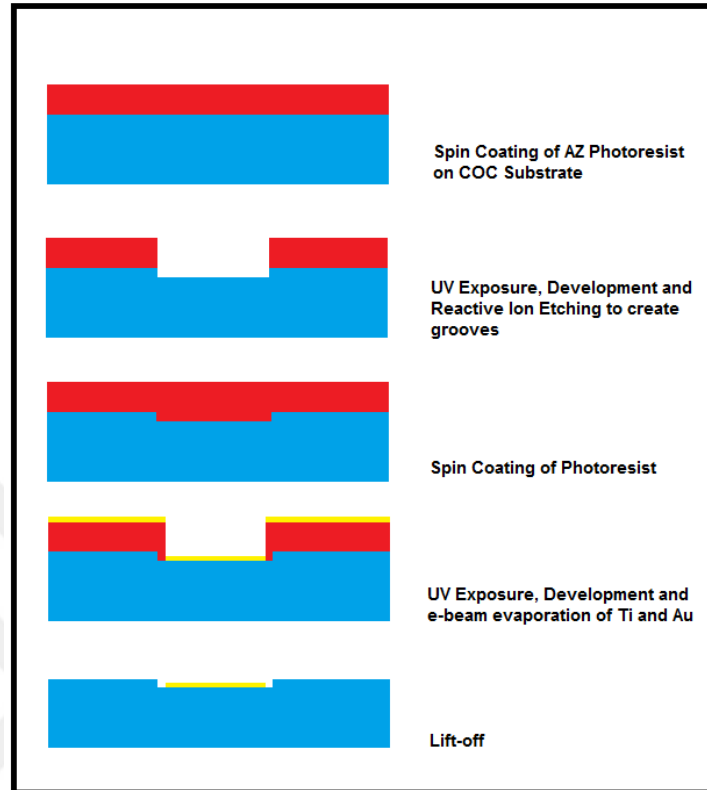 Spin Coating of AZ Photoresist
on COC Substrate
UV Exposure, Development and
Reactive Ion Etching to create
grooves
Spin Coating of Photoresist
UV Exposure, Development and
e-beam evaporation of Ti and Au
Lift-off